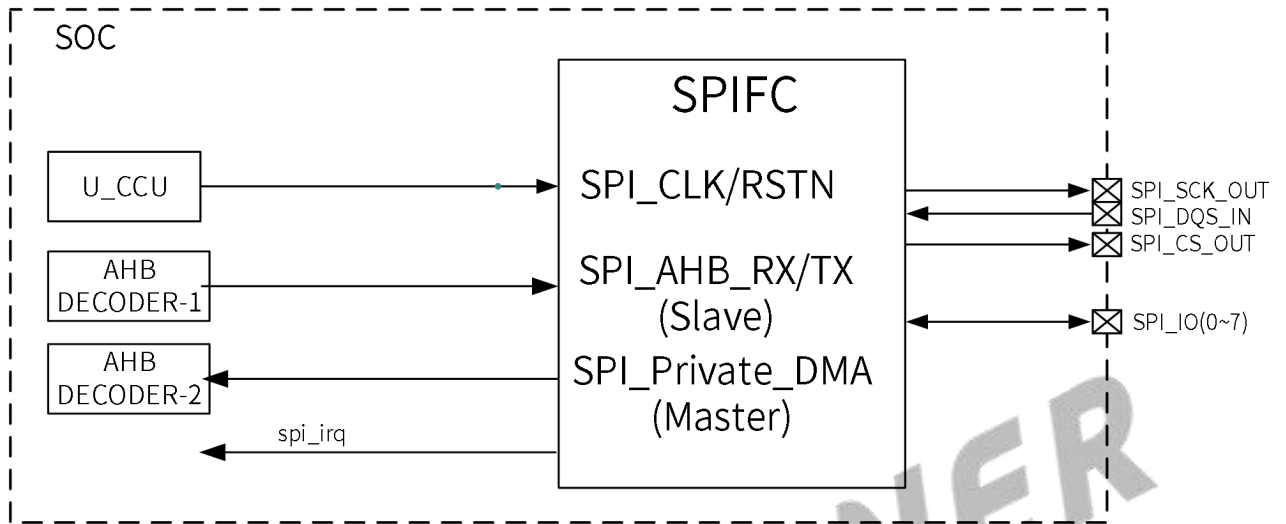 SOC
SPIFC
U_CCU
SPI_CLK/RSTN
SPI_SCK_OUT
SPI_DQS_IN
SPI_CS_OUT
AHB
DECODER-1
SPI_AHB_RX/TX
(Slave)
SPI_IO(0~7)
AHB
DECODER-2
SPI_Private_DMA
(Master)
spi_irq